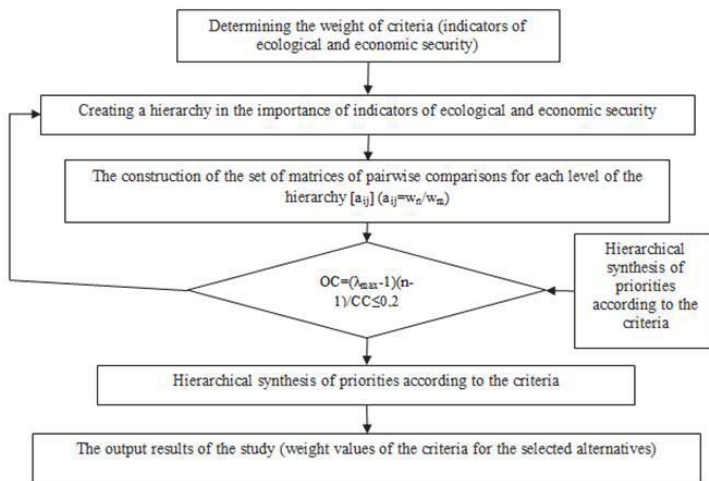 Determining the weight of criteria (indicators
of ecological and economic security)
Creating a hierarchy in the importance of indicators of ecological and economic security
The construction of the set of matrices of pairwise comparisons for each level of the
hierarchy [aij] (aij=wn/wm)
OC=(λmax-1)(n-
1)/CC≤0,2
Hierarchical
synthesis of
priorities
according to the
criteria
Hierarchical synthesis of priorities according to the criteria
The output results of the study (weight values of the criteria for the selected alternatives)